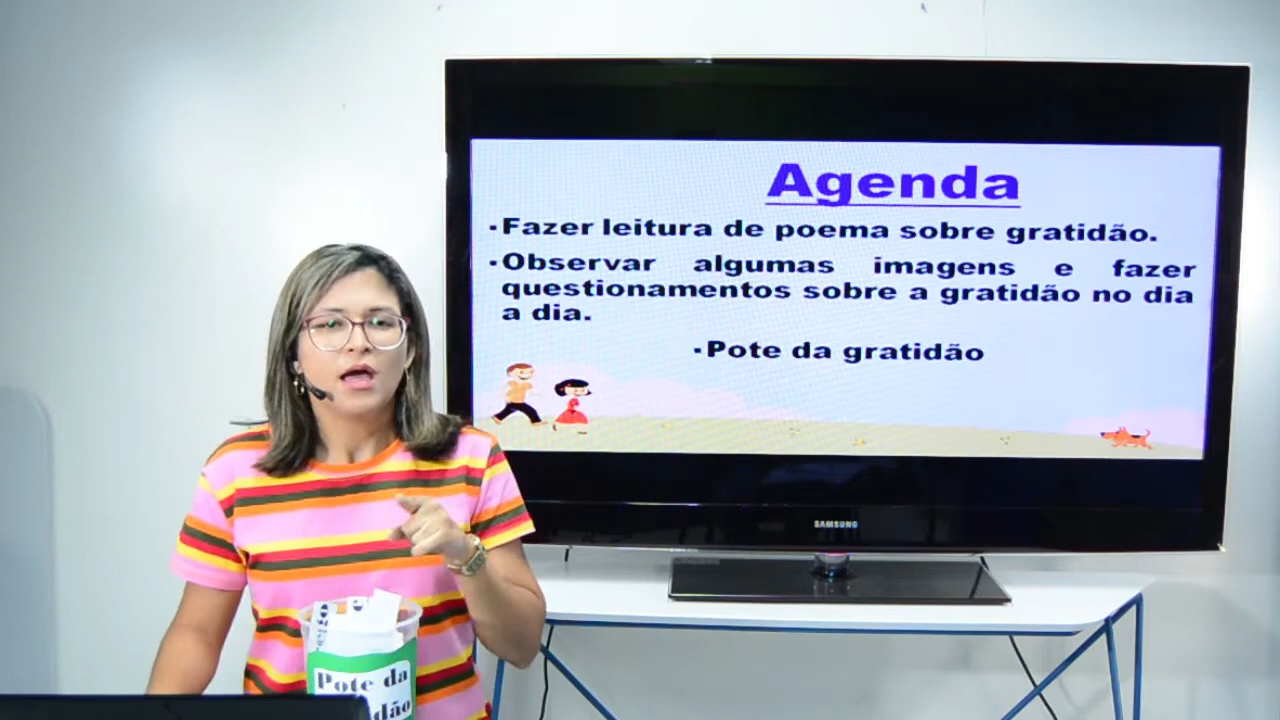 Agenda
▪Fazer leitura de poema sobre gratidão.
▪Observar algumas imagens e fazer
questionamentos sobre a gratidão no dia
a dia.
▪Pote da gratidão
SAMSUNG
Pote da